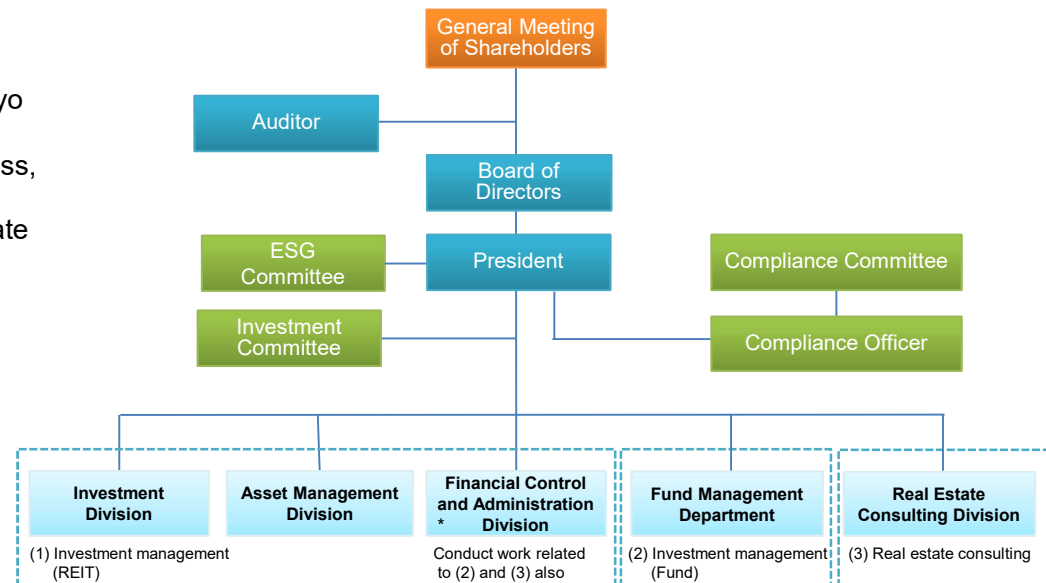 General Meeting
of Shareholders
yo
Auditor
ss,
Board of
Directors
ate
ESG
Committee
President
Compliance Committee
Investment
Committee
Compliance Officer
Investment
Division
Asset Management
Division
Financial Control
and Administration
* Division
Fund Management
Department
Real Estate
Consulting Division
(1) Investment management
(REIT)
Conduct work related
to (2) and (3) also
(2) Investment management
(Fund)
(3) Real estate consulting